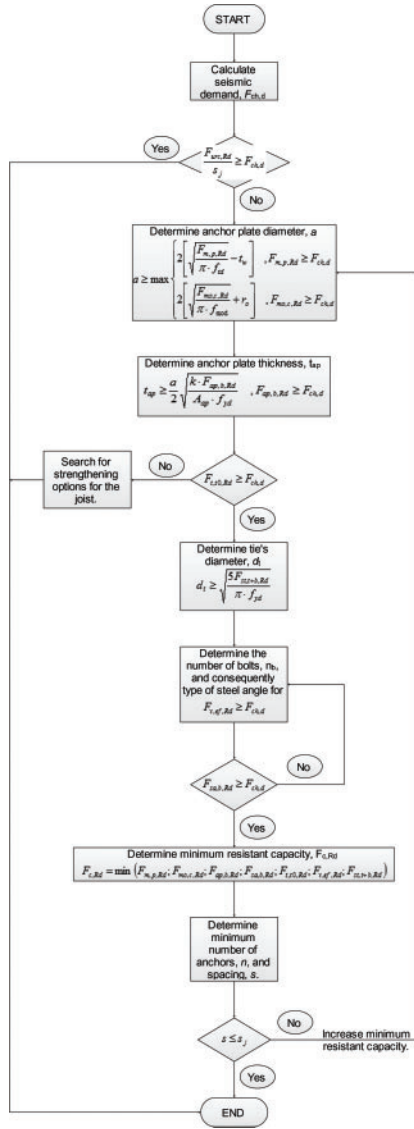 START
Calculate
seismic
demand, F_ch,d
Yes
F_urc,Rd / s_j ≥ F_ch,d
No
Determine anchor plate diameter, a
a ≥ max { 2[√(F_m,p,Rd / π·f_td) − t_w] , F_m,p,Rd ≥ F_ch,d
2[√(F_mo,c,Rd / π·f_tmod) + r_o] , F_mo,c,Rd ≥ F_ch,d
Determine anchor plate thickness, t_ap
t_ap ≥ a/2 √(k·F_ap,b,Rd / A_ap·f_yd) , F_ap,b,Rd ≥ F_ch,d
Search for
strengthening
options for the
joist.
No
F_t,t0,Rd ≥ F_ch,d
Yes
Determine tie's
diameter, d_t
d_t ≥ √(5F_st,t+b,Rd / π·f_yd)
Determine the
number of bolts, n_b,
and consequently
type of steel angle for
F_t,ef,Rd ≥ F_ch,d
No
F_sa,b,Rd ≥ F_ch,d
Yes
Determine minimum resistant capacity, F_c,Rd
F_c,Rd = min (F_m,p,Rd; F_mo,c,Rd; F_ap,b,Rd; F_sa,b,Rd; F_t,t0,Rd; F_t,ef,Rd; F_st,t+b,Rd)
Determine
minimum
number of
anchors, n, and
spacing, s.
No
s ≤ s_j
Increase minimum
resistant capacity.
Yes
END